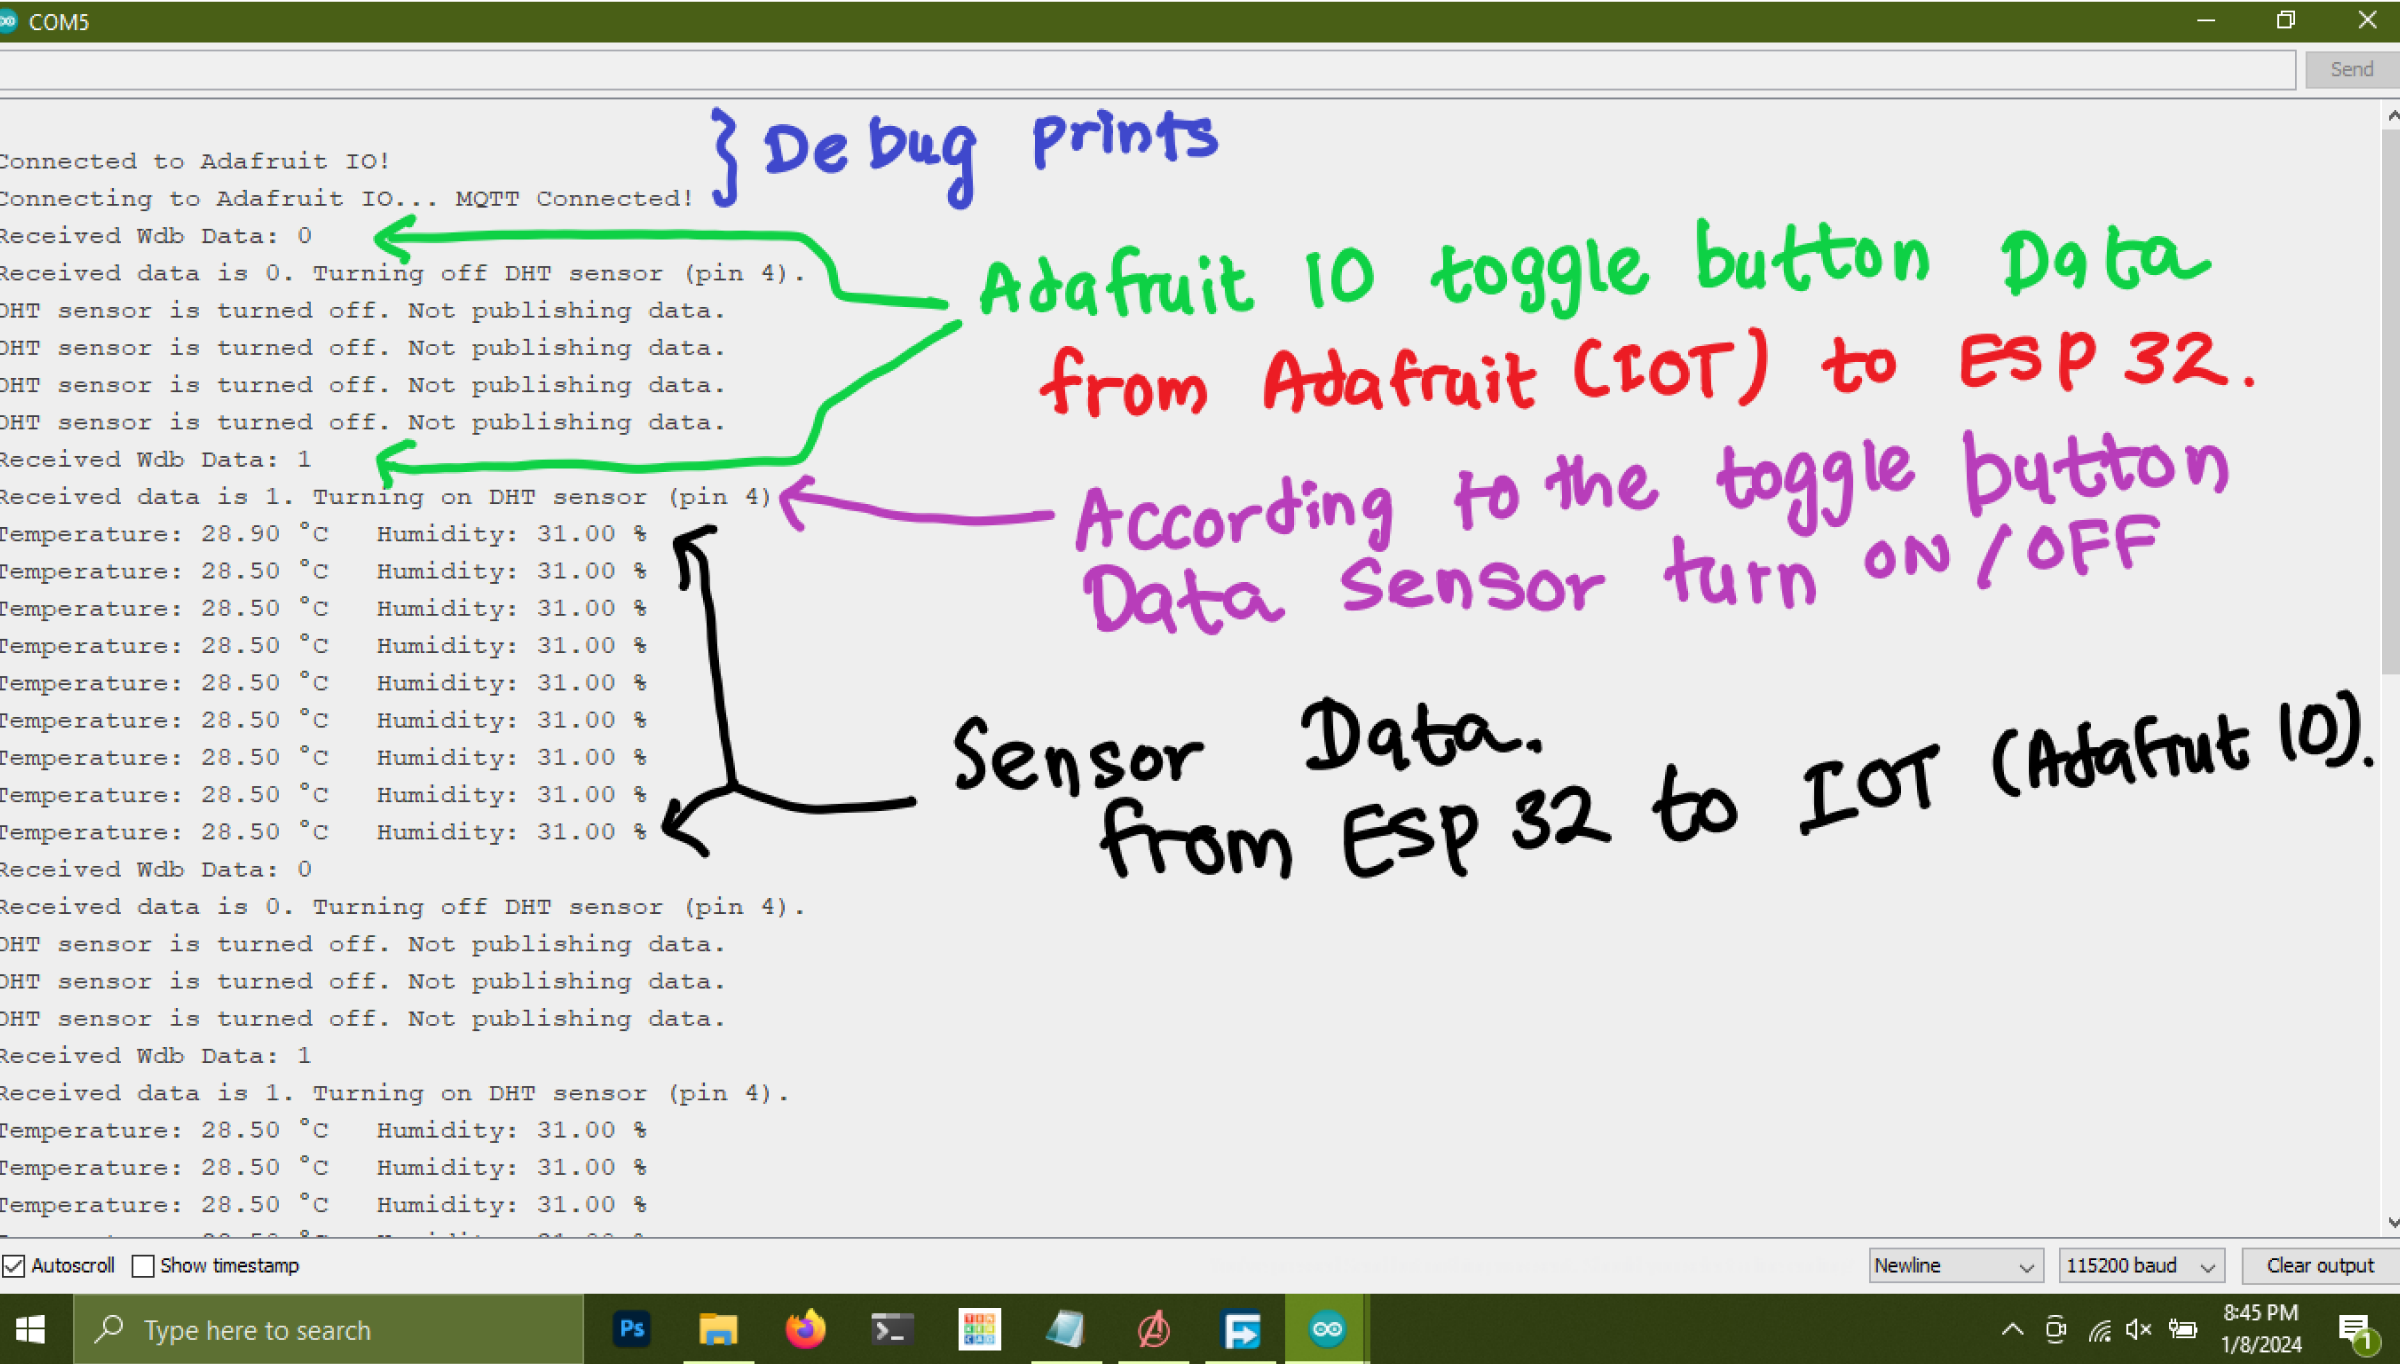 COM5
Send
} Debug prints
Connected to Adafruit IO!
Connecting to Adafruit IO... MQTT Connected!
Received Wdb Data: 0
Received data is 0. Turning off DHT sensor (pin 4).
DHT sensor is turned off. Not publishing data.
DHT sensor is turned off. Not publishing data.
DHT sensor is turned off. Not publishing data.
DHT sensor is turned off. Not publishing data.
Received Wdb Data: 1
Received data is 1. Turning on DHT sensor (pin 4)
Adafruit IO toggle button Data
from Adafruit (IOT) to ESP 32.
According to the toggle button
Data Sensor turn ON / OFF
Temperature: 28.90 °C Humidity: 31.00 %
Temperature: 28.50 °C Humidity: 31.00 %
Temperature: 28.50 °C Humidity: 31.00 %
Temperature: 28.50 °C Humidity: 31.00 %
Temperature: 28.50 °C Humidity: 31.00 %
Temperature: 28.50 °C Humidity: 31.00 %
Temperature: 28.50 °C Humidity: 31.00 %
Temperature: 28.50 °C Humidity: 31.00 %
Temperature: 28.50 °C Humidity: 31.00 %
Sensor Data.
from ESP 32 to IOT (Adafrut IO).
Received Wdb Data: 0
Received data is 0. Turning off DHT sensor (pin 4).
DHT sensor is turned off. Not publishing data.
DHT sensor is turned off. Not publishing data.
DHT sensor is turned off. Not publishing data.
Received Wdb Data: 1
Received data is 1. Turning on DHT sensor (pin 4).
Temperature: 28.50 °C Humidity: 31.00 %
Temperature: 28.50 °C Humidity: 31.00 %
Temperature: 28.50 °C Humidity: 31.00 %
Autoscroll Show timestamp Newline 115200 baud Clear output
Ps
Type here to search
8:45 PM
1/8/2024
1